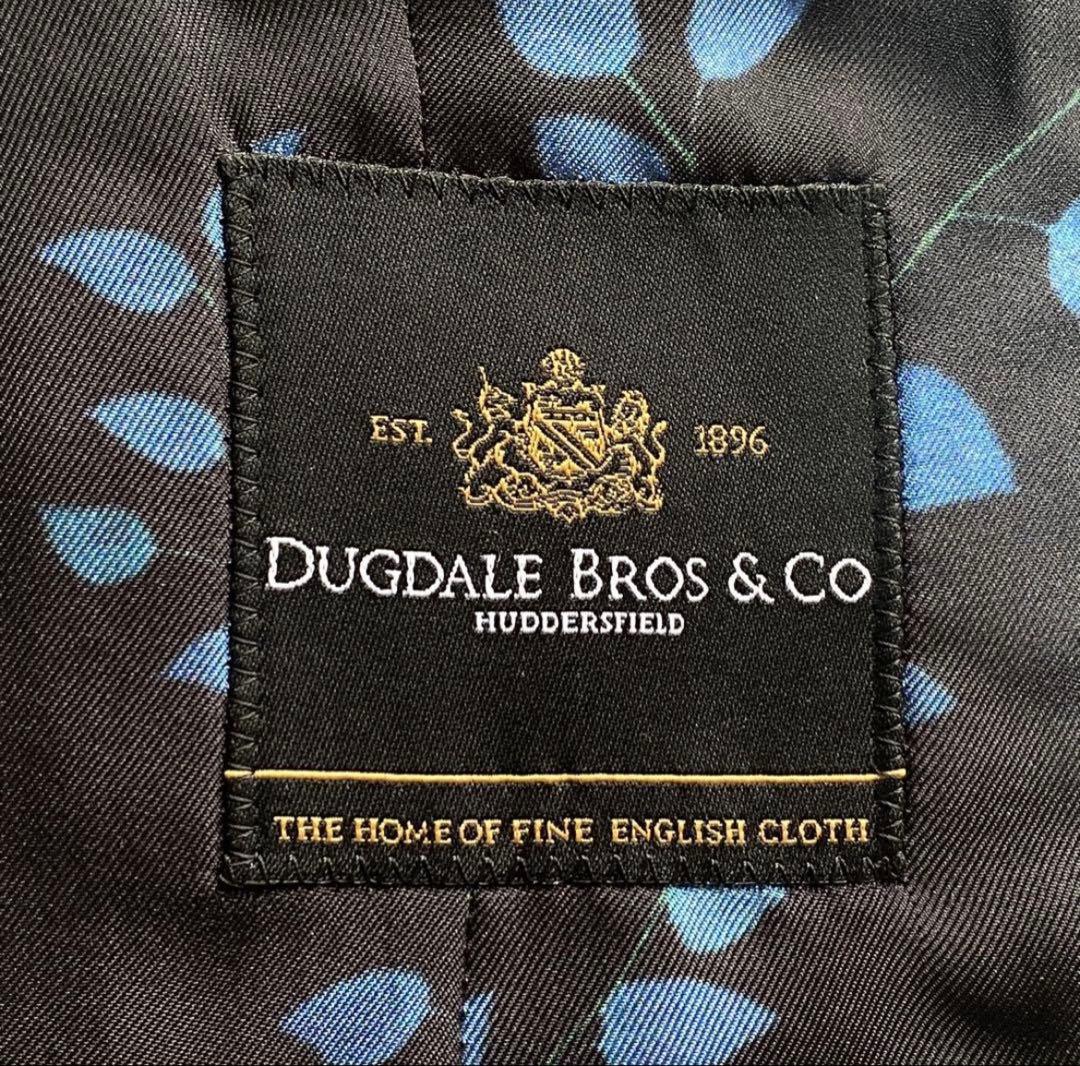 EST. 1896
DUGDALE BROS & CO
HUDDERSFIELD
THE HOME OF FINE ENGLISH CLOTH